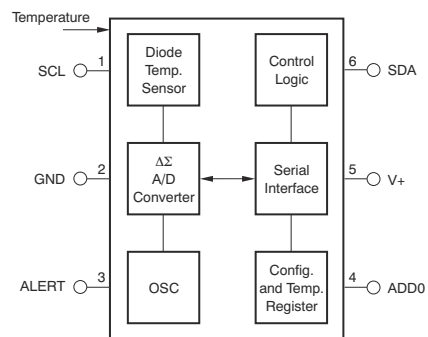 Temperature
SCL
1
Diode
Temp.
Sensor
Control
Logic
6
SDA
GND
2
ΔΣ
A/D
Converter
Serial
Interface
5
V+
ALERT
3
OSC
Config.
and Temp.
Register
4
ADD0